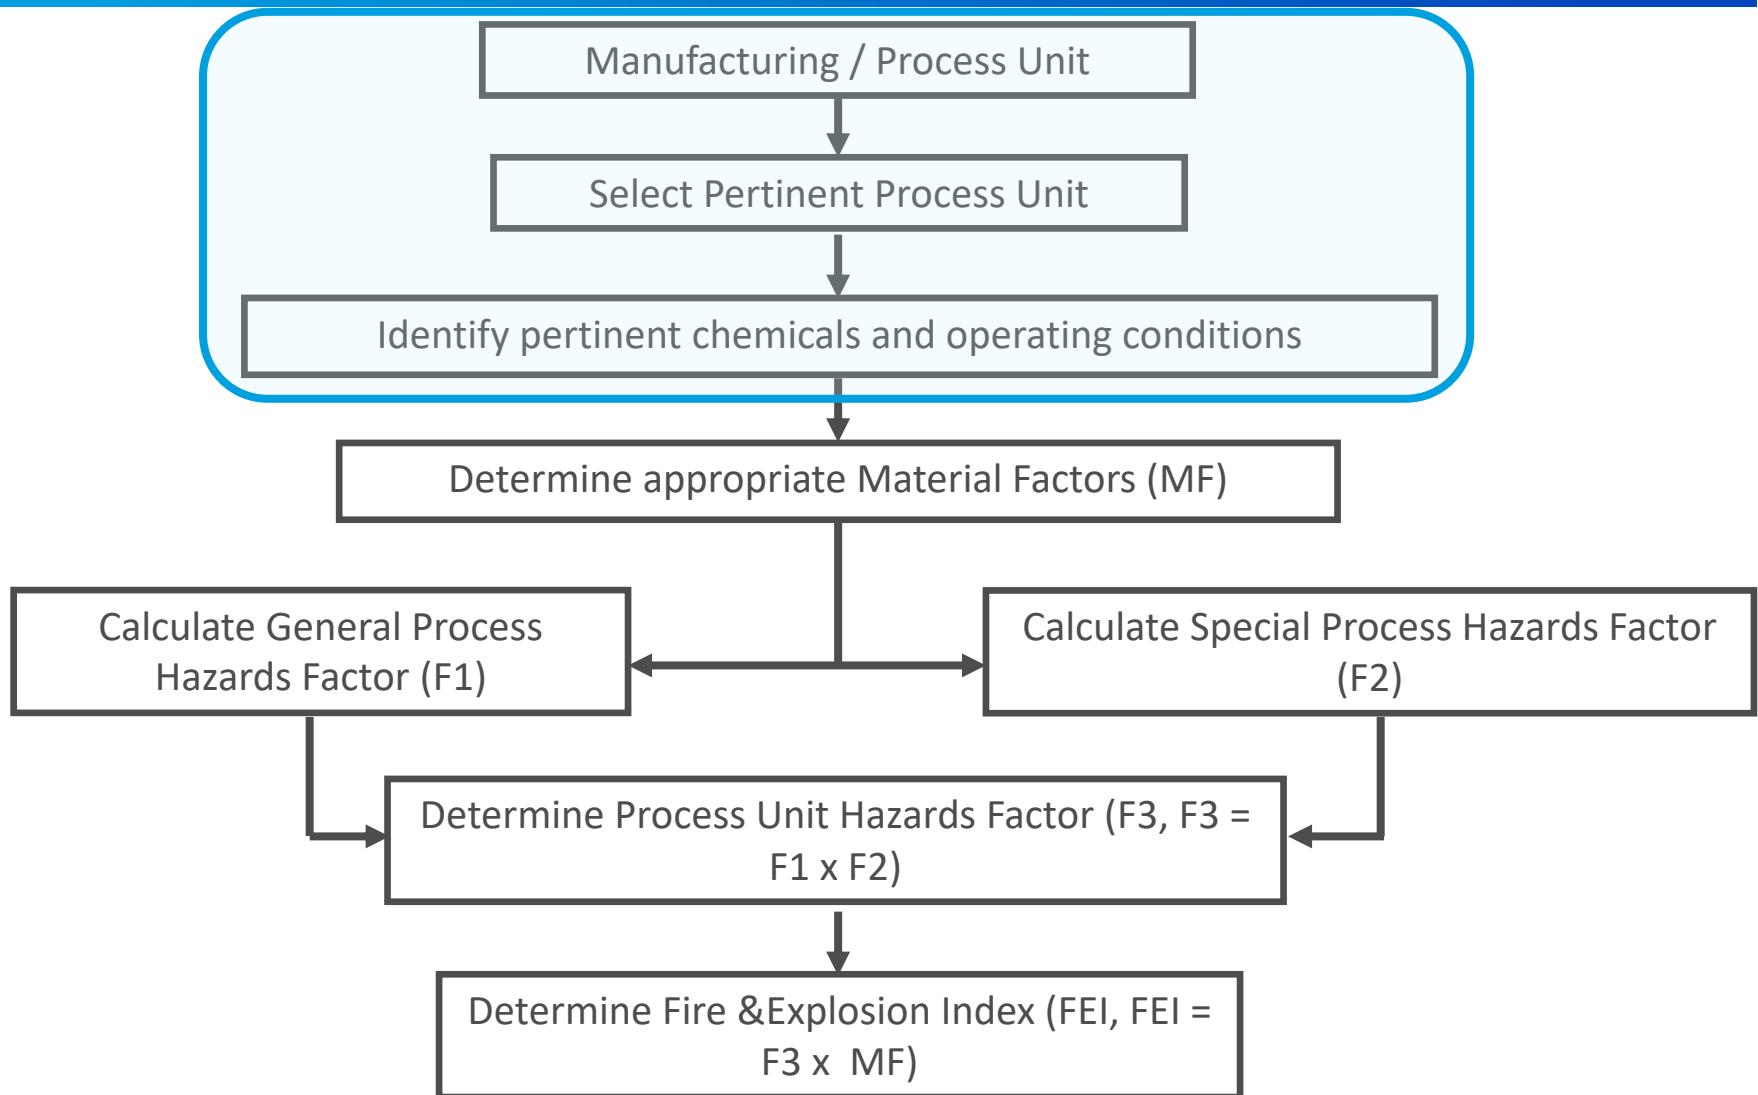 Manufacturing / Process Unit
Select Pertinent Process Unit
Identify pertinent chemicals and operating conditions
Determine appropriate Material Factors (MF)
Calculate General Process
Hazards Factor (F1)
Calculate Special Process Hazards Factor
(F2)
Determine Process Unit Hazards Factor (F3, F3 =
F1 x F2)
Determine Fire &Explosion Index (FEI, FEI =
F3 x  MF)